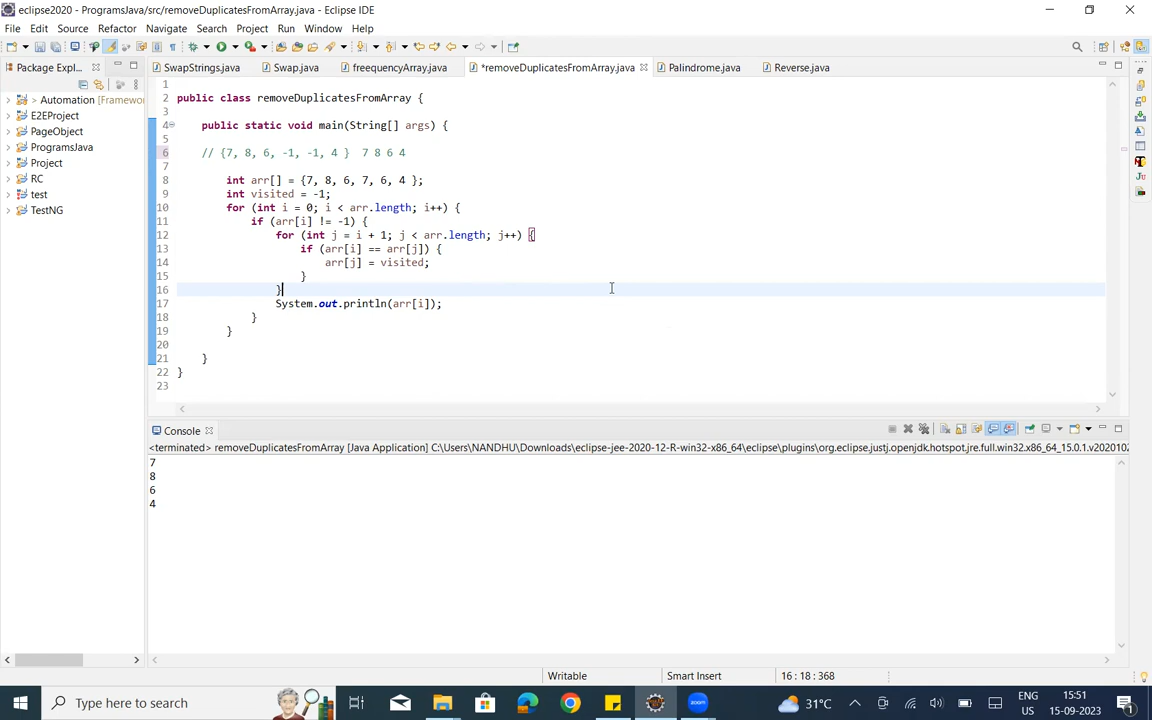 eclipse2020 - ProgramsJava/src/removeDuplicatesFromArray.java - Eclipse IDE
File Edit Source Refactor Navigate Search Project Run Window Help
Package Expl...
SwapStrings.java Swap.java freequencyArray.java *removeDuplicatesFromArray.java Palindrome.java Reverse.java
> Automation [Framewor
E2EProject
PageObject
ProgramsJava
Project
RC
test
TestNG
1
2 public class removeDuplicatesFromArray {
3
4 public static void main(String[] args) {
5
6 // {7, 8, 6, -1, -1, 4 } 7 8 6 4
7
8 int arr[] = {7, 8, 6, 7, 6, 4 };
9 int visited = -1;
10 for (int i = 0; i < arr.length; i++) {
11 if (arr[i] != -1) {
12 for (int j = i + 1; j < arr.length; j++) {
13 if (arr[i] == arr[j]) {
14 arr[j] = visited;
15 }
16 }
17 System.out.println(arr[i]);
18 }
19 }
20
21 }
22 }
23
Console
<terminated> removeDuplicatesFromArray [Java Application] C:\Users\NANDHU\Downloads\eclipse-jee-2020-12-R-win32-x86_64\eclipse\plugins\org.eclipse.justj.openjdk.hotspot.jre.full.win32.x86_64_15.0.1.v2020102
7
8
6
4
Writable Smart Insert 16 : 18 : 368
Type here to search
zoom
31°C
ENG
US
15:51
15-09-2023
1